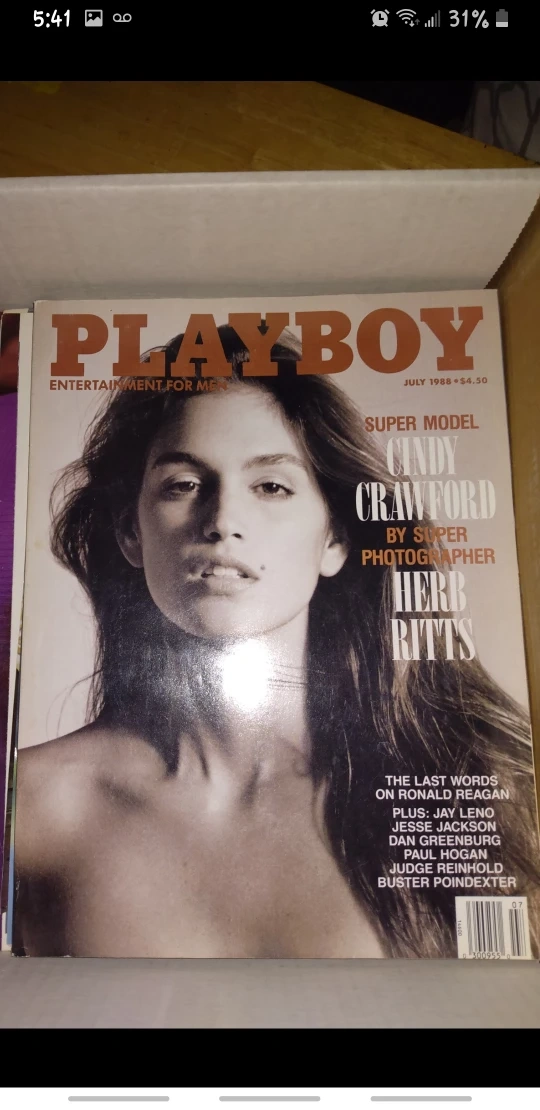 5:41
31%
PLAYBOY
ENTERTAINMENT FOR MEN
JULY 1988 • $4.50
SUPER MODEL
CINDY
CRAWFORD
BY SUPER
PHOTOGRAPHER
HERB
RITTS
THE LAST WORDS
ON RONALD REAGAN
PLUS: JAY LENO
JESSE JACKSON
DAN GREENBURG
PAUL HOGAN
JUDGE REINHOLD
BUSTER POINDEXTER
07